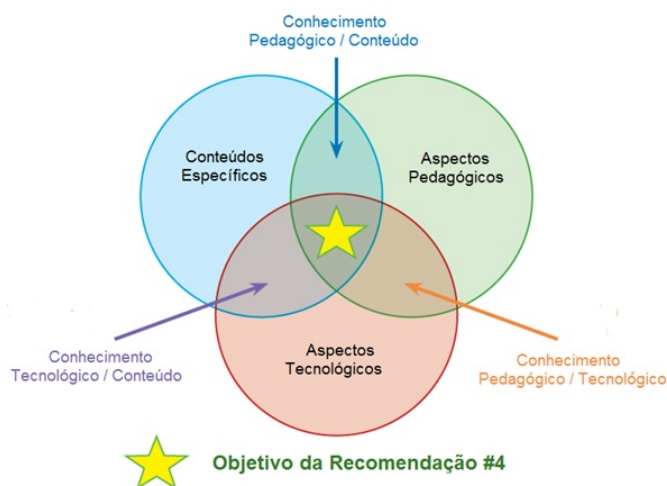 Conhecimento
Pedagógico / Conteúdo
Conteúdos
Específicos
Aspectos
Pedagógicos
Conhecimento
Tecnológico / Conteúdo
Aspectos
Tecnológicos
Conhecimento
Pedagógico / Tecnológico
Objetivo da Recomendação #4